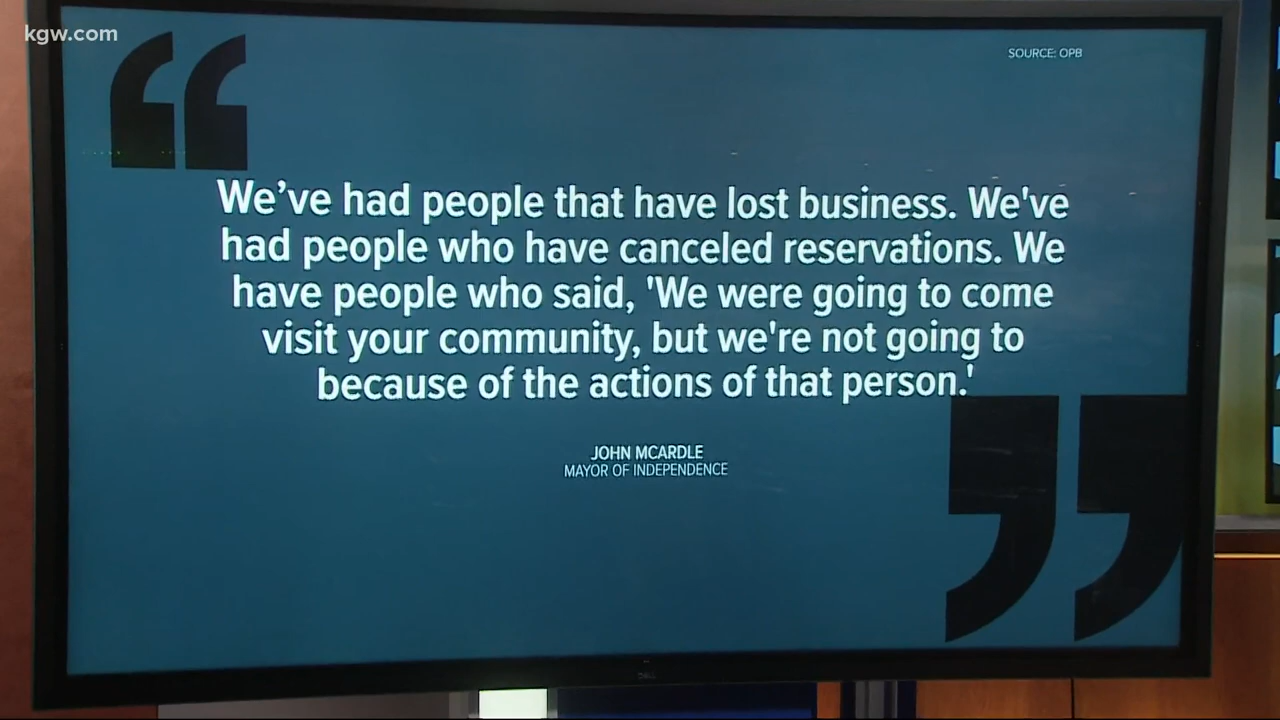 kgw.com
SOURCE: OPB
We’ve had people that have lost business. We've
had people who have canceled reservations. We
have people who said, 'We were going to come
visit your community, but we're not going to
because of the actions of that person.'
JOHN MCARDLE
MAYOR OF INDEPENDENCE
DELL